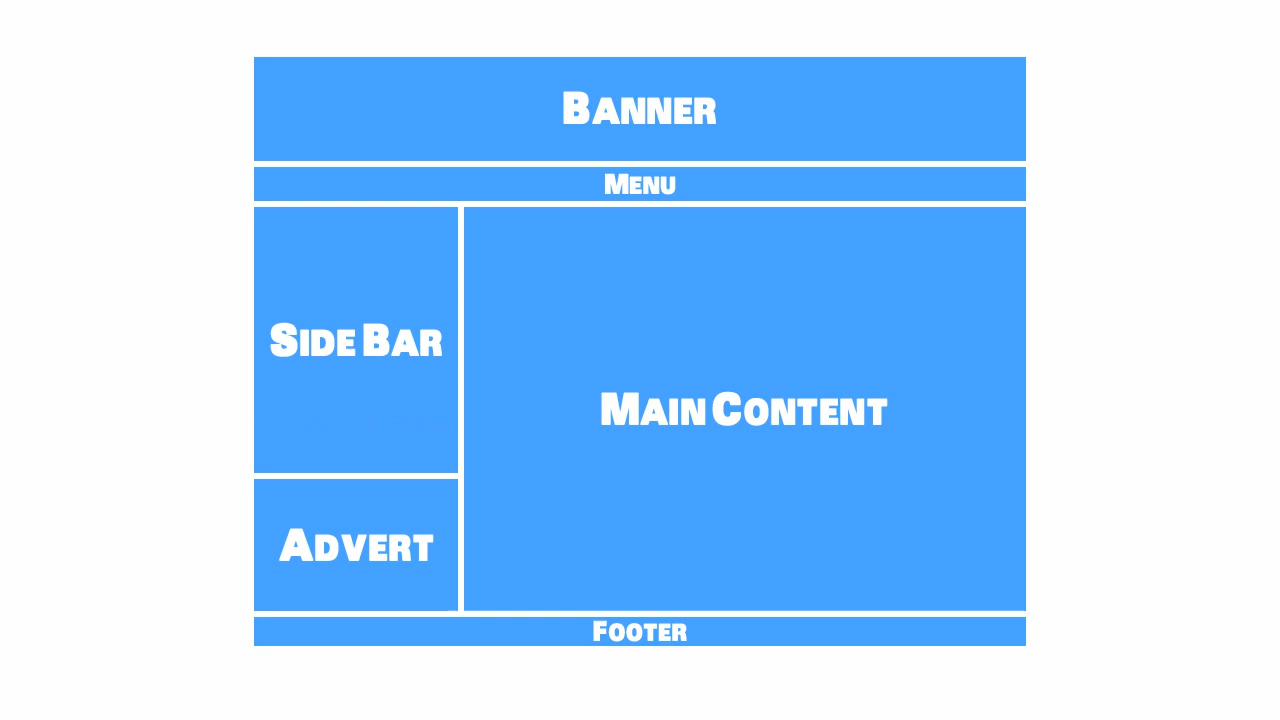 Banner
Menu
Side Bar
Main Content
Advert
Footer